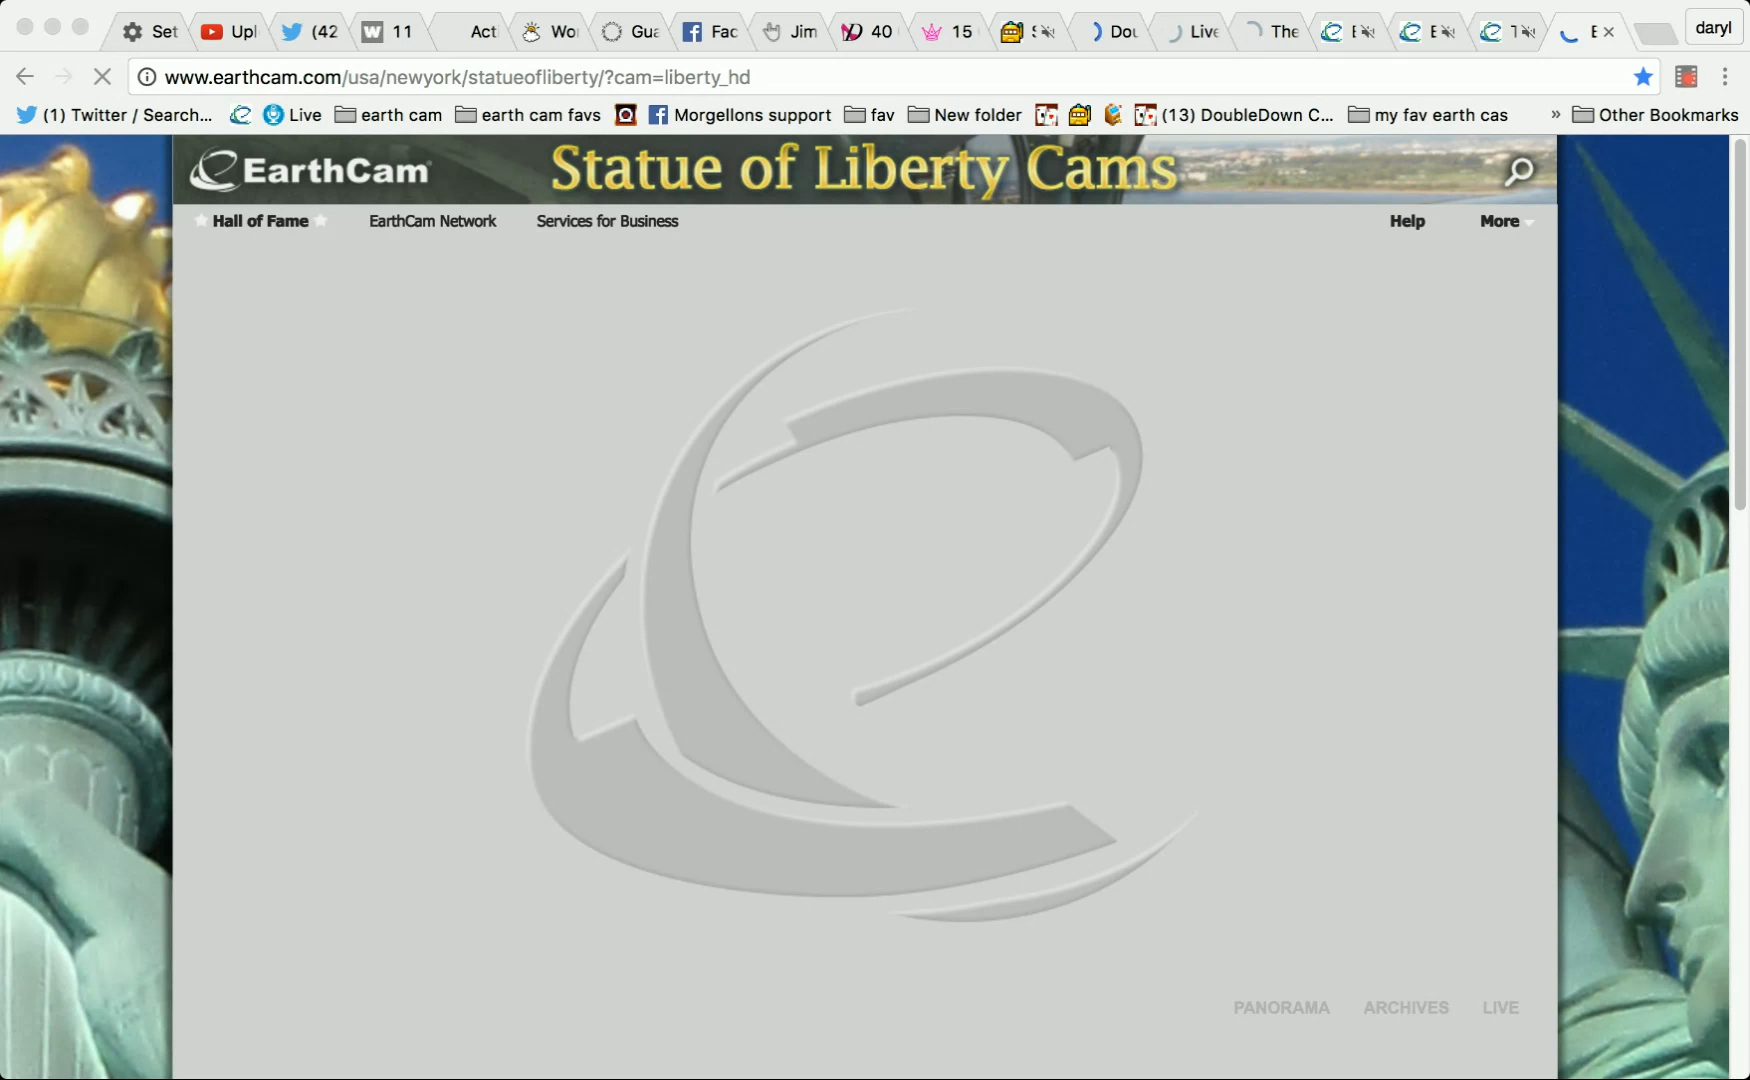 Set Upl (42 11 Acti Wo Gua Fac Jim 40 15 S Dou Live The E E T E daryl
www.earthcam.com/usa/newyork/statueofliberty/?cam=liberty_hd
(1) Twitter / Search... Live earth cam earth cam favs Morgellons support fav New folder (13) DoubleDown C... my fav earth cas » Other Bookmarks
EarthCam Statue of Liberty Cams
Hall of Fame EarthCam Network Services for Business Help More
PANORAMA ARCHIVES LIVE